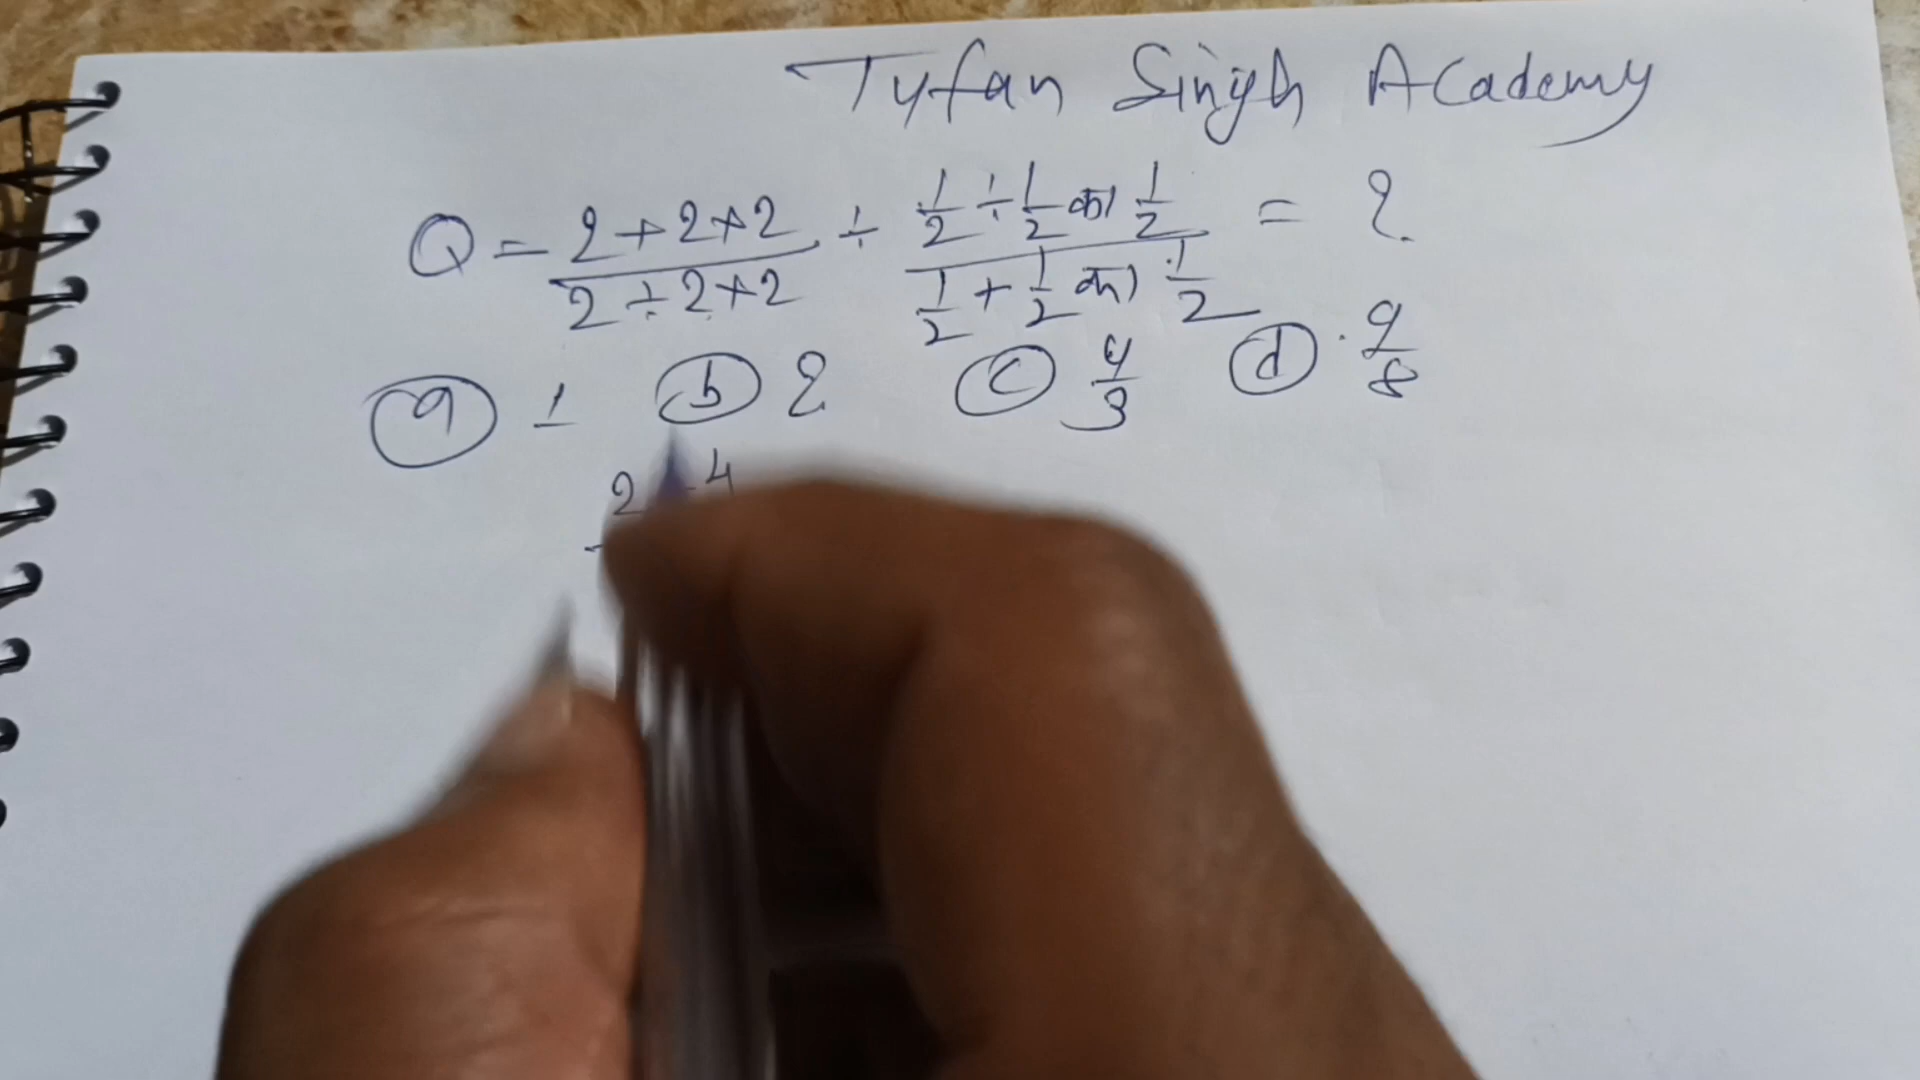 Tufan Singh Academy
Q = (2 + 2 × 2)/(2 ÷ 2 × 2) ÷ (1/2 ÷ 1/2 का 1/2)/(1/2 + 1/2 का 1/2) = ?
(a) 1 (b) 2 (c) 4/3 (d) 9/8
2 4